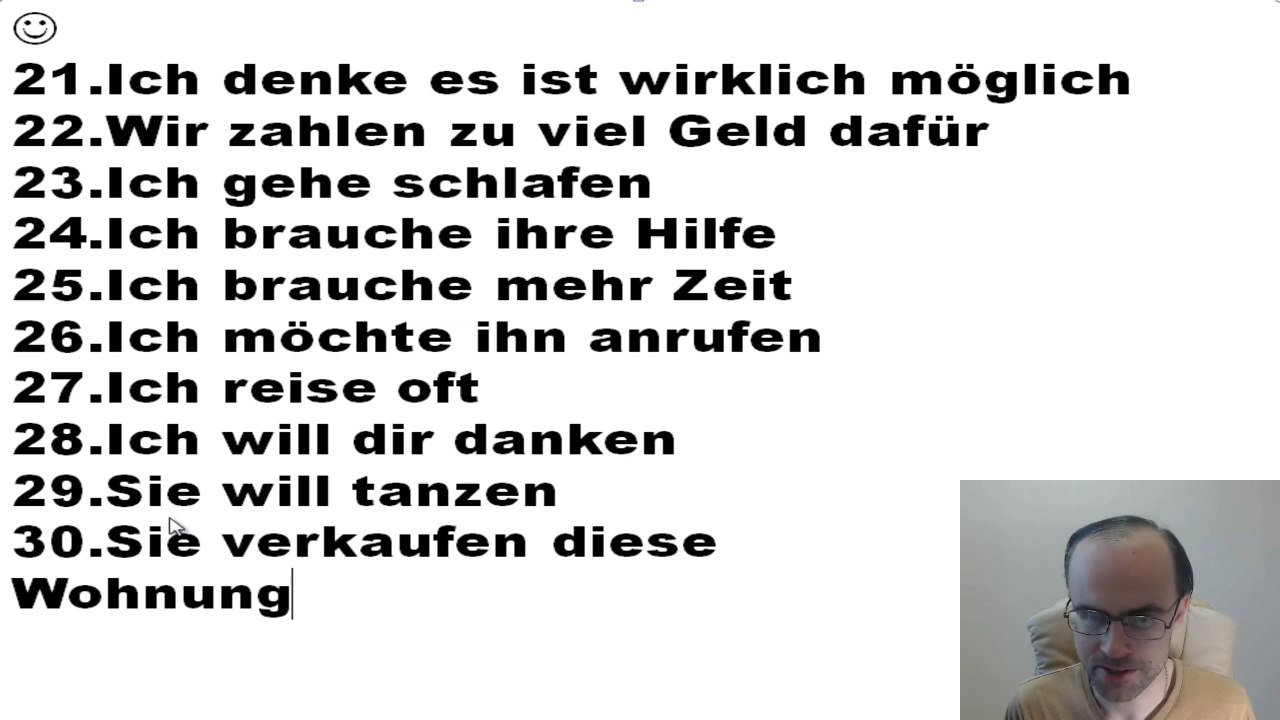 21.Ich denke es ist wirklich möglich
22.Wir zahlen zu viel Geld dafür
23.Ich gehe schlafen
24.Ich brauche ihre Hilfe
25.Ich brauche mehr Zeit
26.Ich möchte ihn anrufen
27.Ich reise oft
28.Ich will dir danken
29.Sie will tanzen
30.Sie verkaufen diese
Wohnung